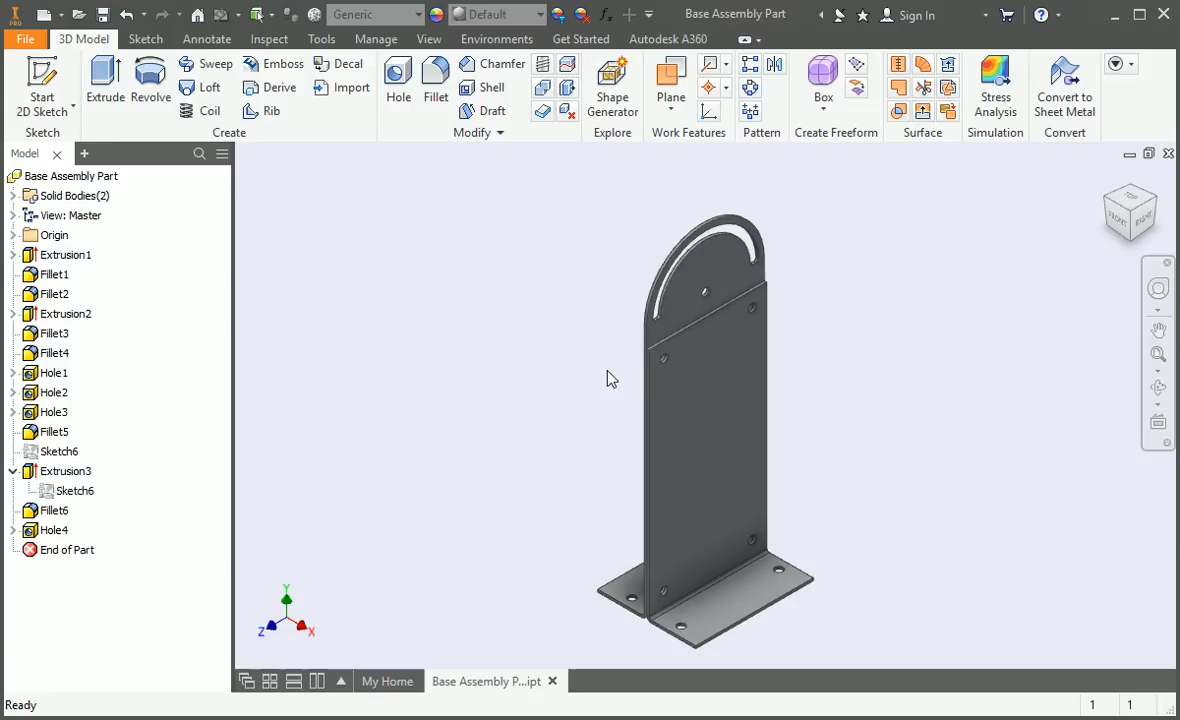 PRO
Generic
Default
Base Assembly Part
Sign In
File
3D Model
Sketch
Annotate
Inspect
Tools
Manage
View
Environments
Get Started
Autodesk A360
Start
2D Sketch
Extrude
Revolve
Sweep
Loft
Coil
Emboss
Derive
Rib
Decal
Import
Hole
Fillet
Chamfer
Shell
Draft
Shape
Generator
Plane
Box
Stress
Analysis
Convert to
Sheet Metal
Sketch
Create
Modify
Explore
Work Features
Pattern
Create Freeform
Surface
Simulation
Convert
Model
Base Assembly Part
Solid Bodies(2)
View: Master
Origin
Extrusion1
Fillet1
Fillet2
Extrusion2
Fillet3
Fillet4
Hole1
Hole2
Hole3
Fillet5
Sketch6
Extrusion3
Sketch6
Fillet6
Hole4
End of Part
TOP
FRONT
RIGHT
Y
Z
X
My Home
Base Assembly P...ipt
Ready
1
1